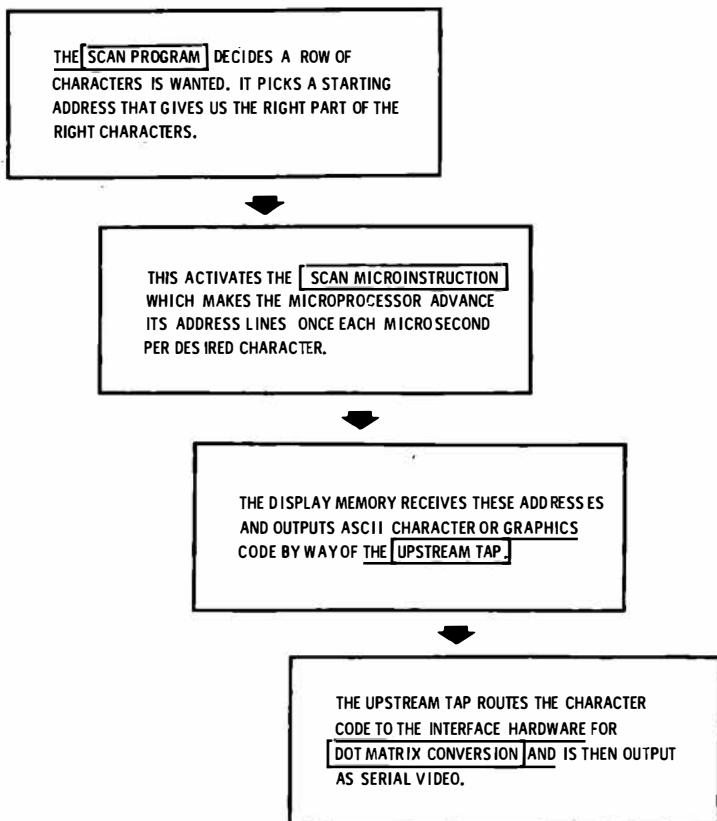 THE SCAN PROGRAM DECIDES A ROW OF
CHARACTERS IS WANTED. IT PICKS A STARTING
ADDRESS THAT GIVES US THE RIGHT PART OF THE
RIGHT CHARACTERS.
THIS ACTIVATES THE SCAN MICROINSTRUCTION
WHICH MAKES THE MICROPROCESSOR ADVANCE
ITS ADDRESS LINES ONCE EACH MICROSECOND
PER DESIRED CHARACTER.
THE DISPLAY MEMORY RECEIVES THESE ADDRESSES
AND OUTPUTS ASCII CHARACTER OR GRAPHICS
CODE BY WAY OF THE UPSTREAM TAP.
THE UPSTREAM TAP ROUTES THE CHARACTER
CODE TO THE INTERFACE HARDWARE FOR
DOT MATRIX CONVERSION AND IS THEN OUTPUT
AS SERIAL VIDEO.